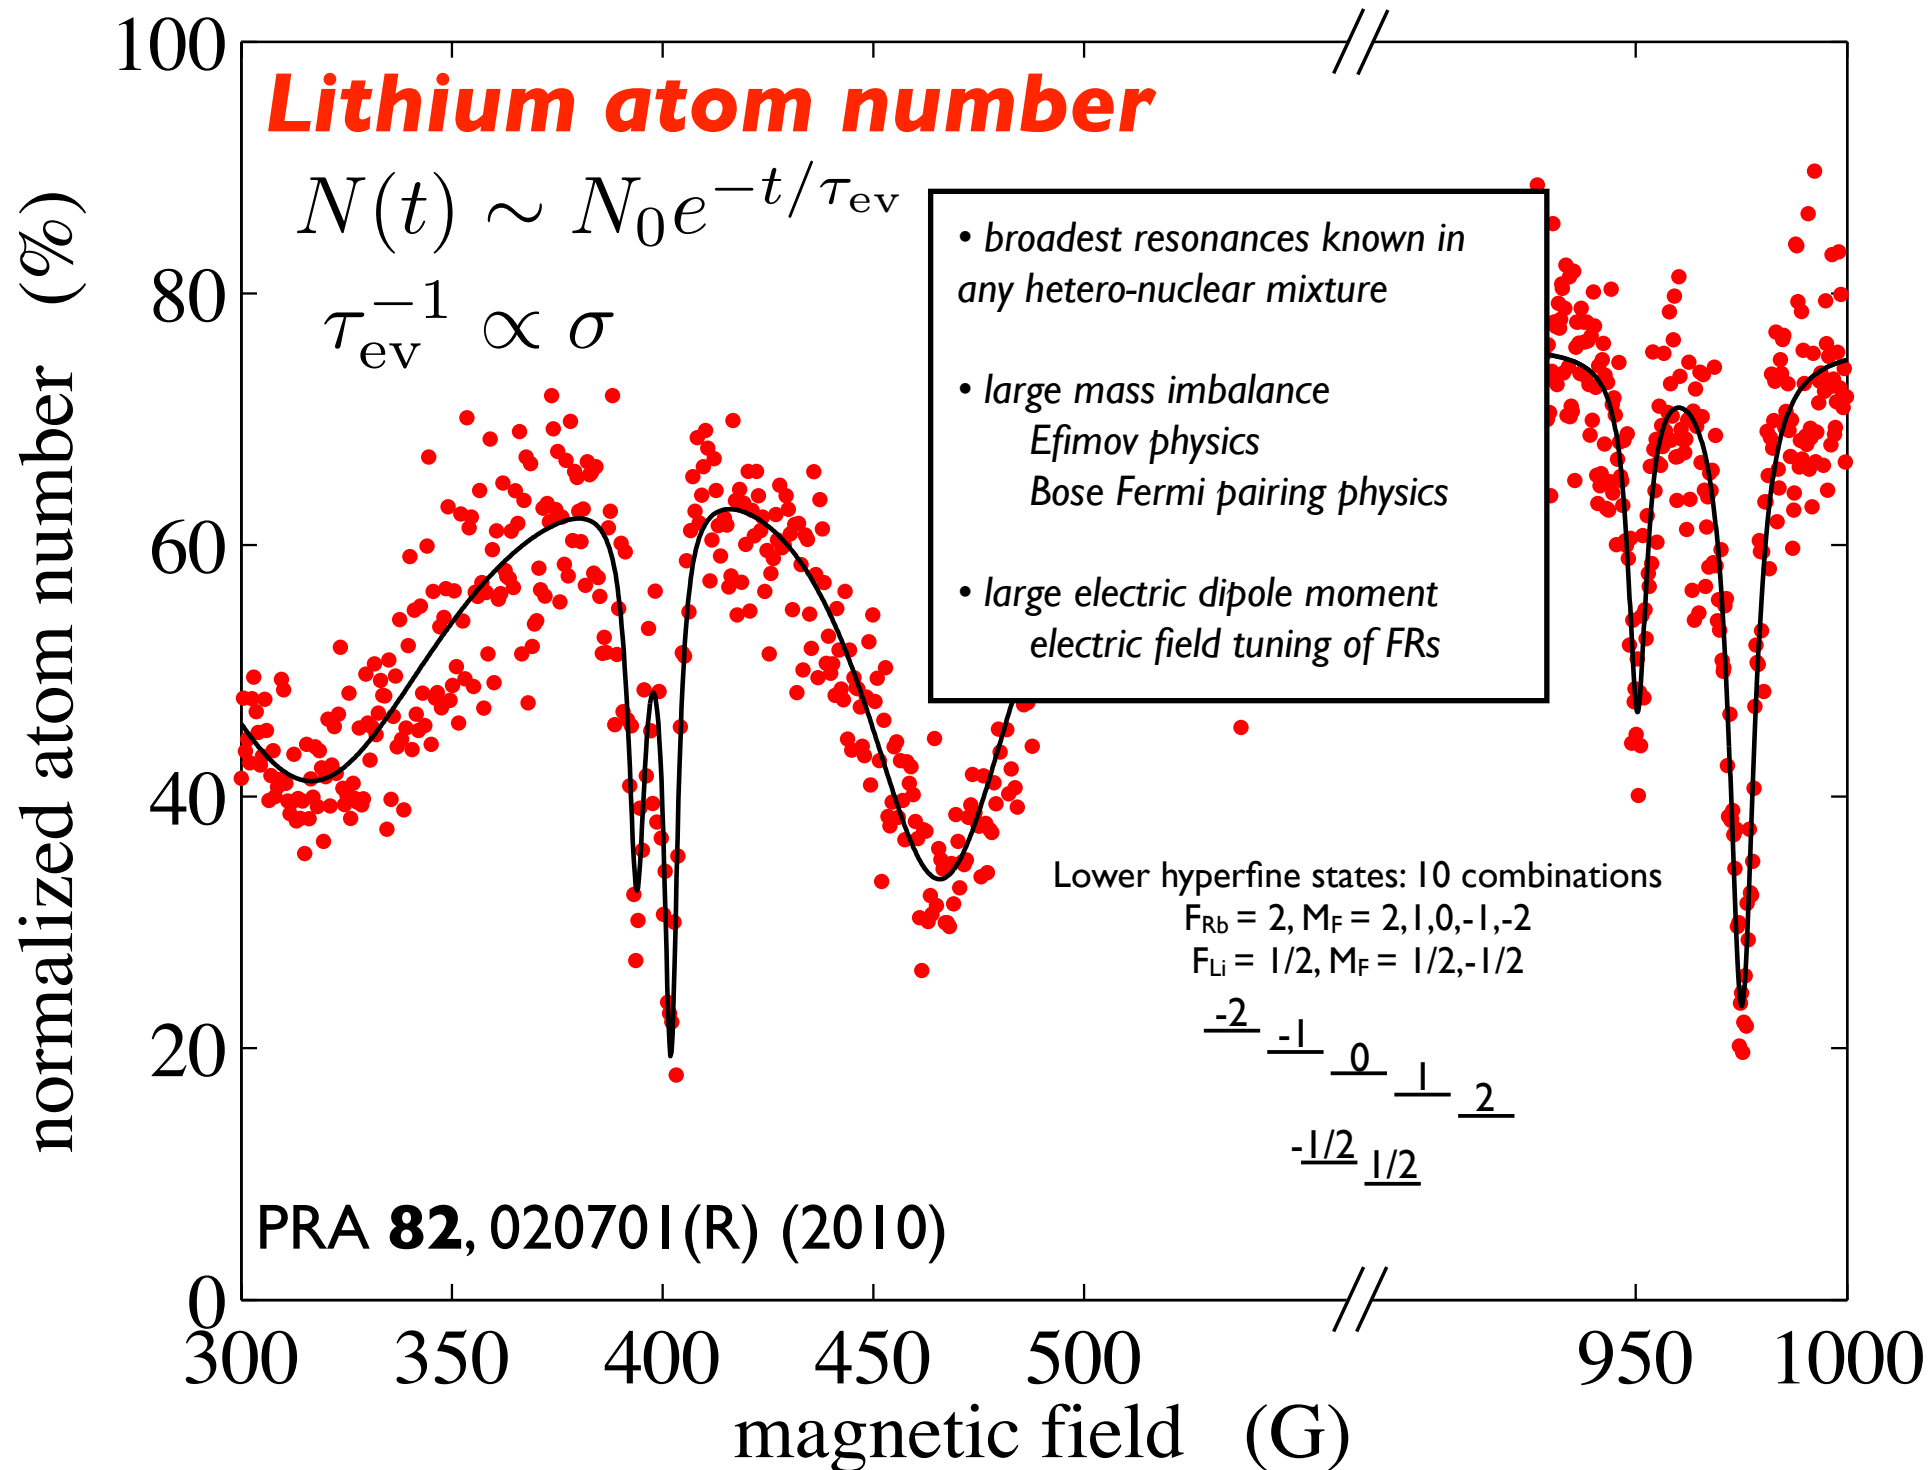 Lithium atom number
N(t) ∼ N₀e^{−t/τ_ev}
τ_ev^{−1} ∝ σ
• broadest resonances known in
any hetero-nuclear mixture
• large mass imbalance
Efimov physics
Bose Fermi pairing physics
• large electric dipole moment
electric field tuning of FRs
Lower hyperfine states: 10 combinations
F_Rb = 2, M_F = 2,1,0,-1,-2
F_Li = 1/2, M_F = 1/2,-1/2
-2
-1
0
1
2
-1/2
1/2
PRA 82, 020701(R) (2010)
normalized atom number (%)
100
80
60
40
20
0
300 350 400 450 500 950 1000
magnetic field (G)